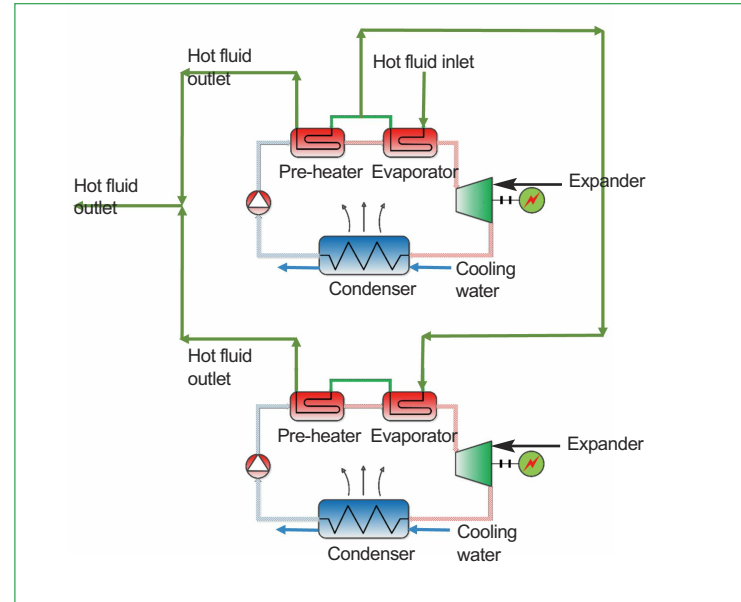 Hot fluid
outlet
Hot fluid inlet
Pre-heater
Evaporator
Expander
Hot fluid
outlet
Cooling
water
Condenser
Hot fluid
outlet
Pre-heater
Evaporator
Expander
Cooling
water
Condenser